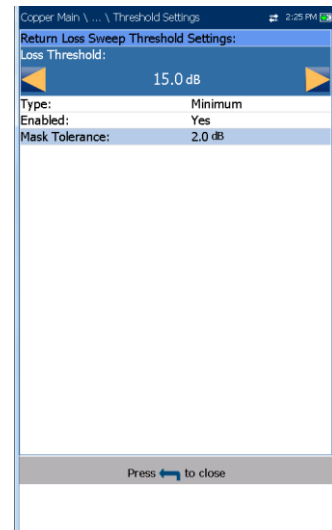 Copper Main \ ... \ Threshold Settings 2:25 PM
Return Loss Sweep Threshold Settings:
Loss Threshold:
15.0 dB
Type: Minimum
Enabled: Yes
Mask Tolerance: 2.0 dB
Press to close